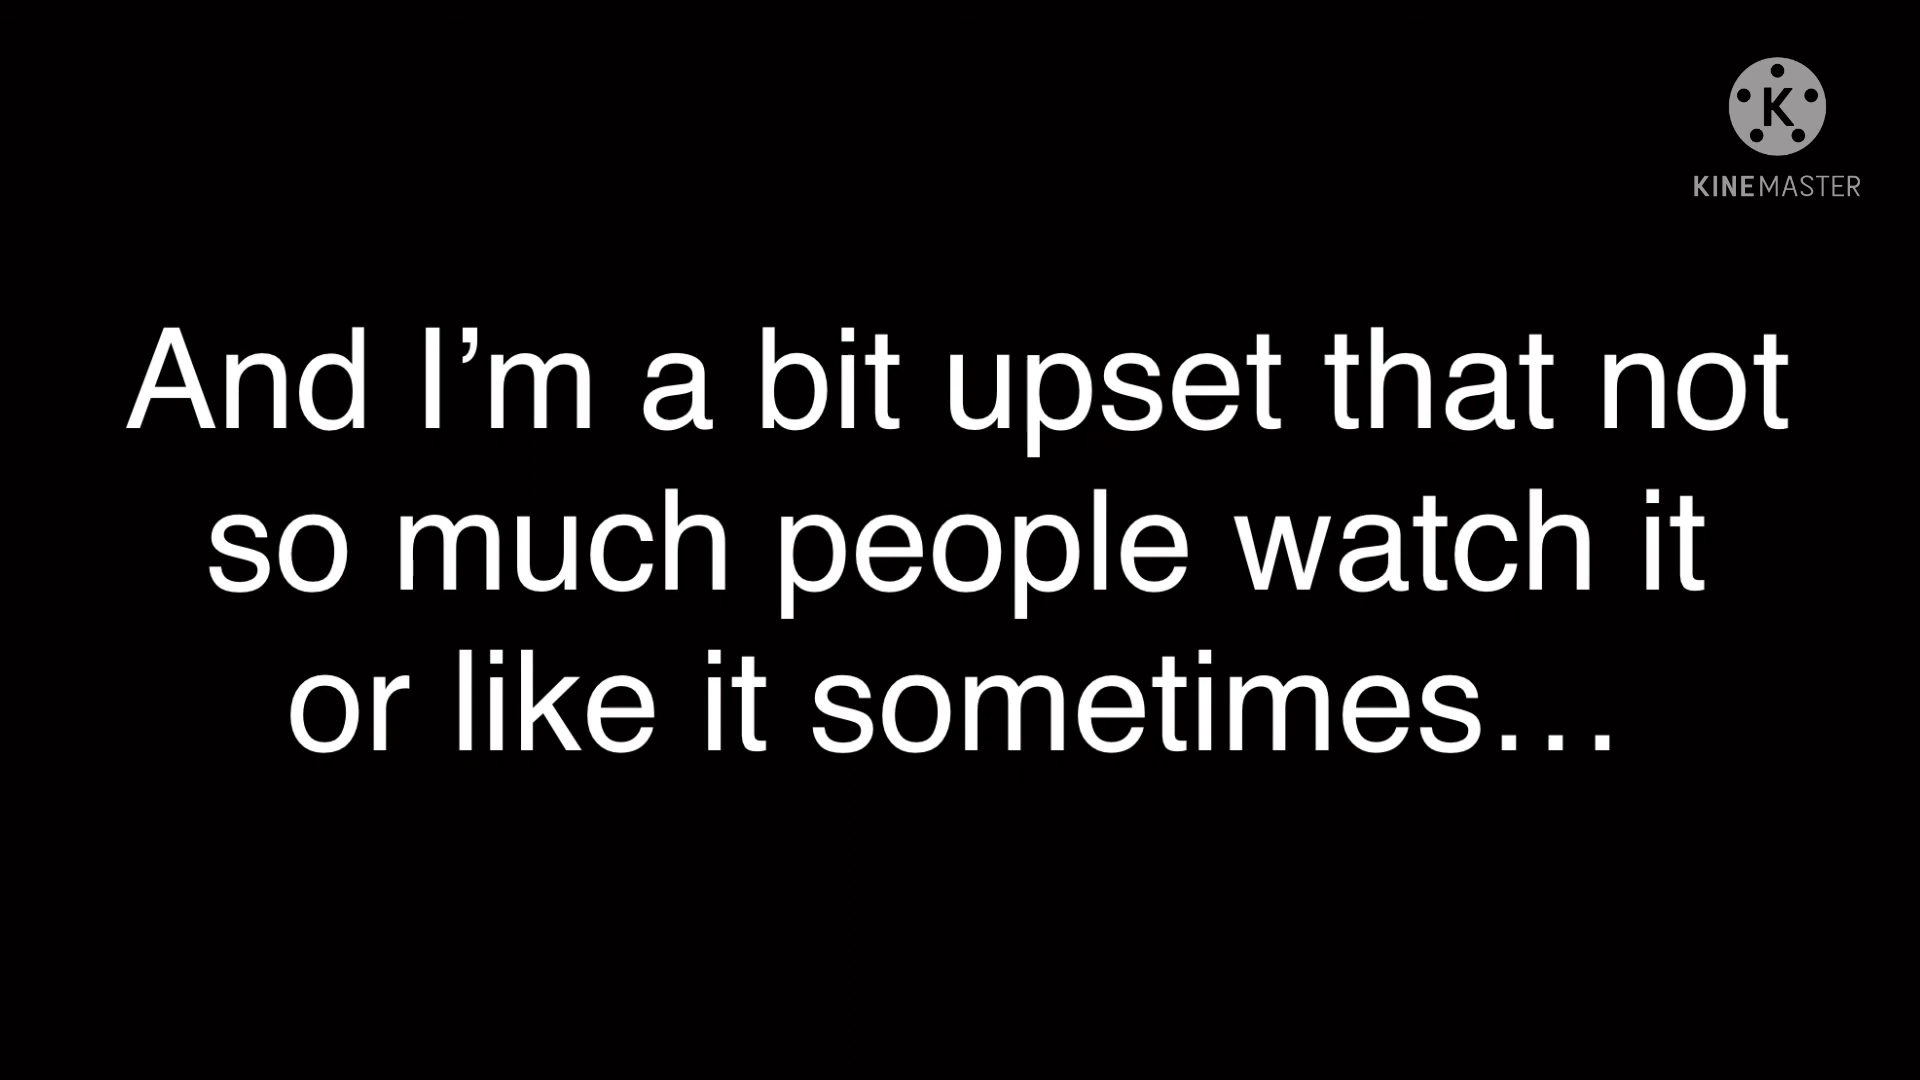 K
KINEMASTER
And I’m a bit upset that not
so much people watch it
or like it sometimes…